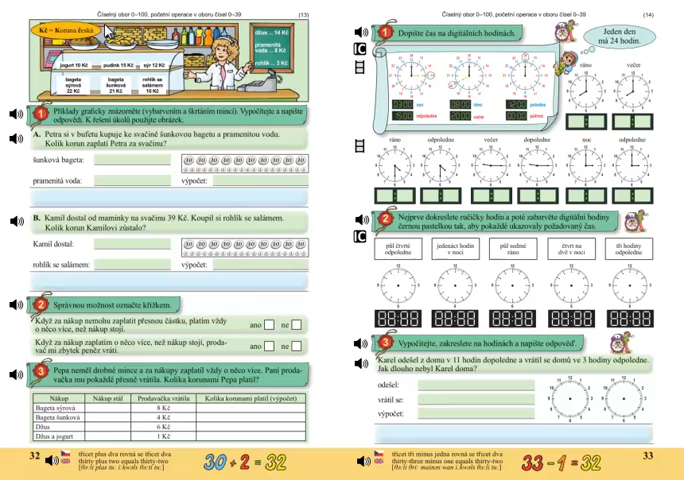 Číselný obor 0–100, početní operace v oboru čísel 0–39
(13)
Kč = Koruna česká
džus ... 14 Kč
pramenitá
voda ... 8 Kč
rohlík ... 3 Kč
jogurt 10 Kč
pudink 15 Kč
sýr 12 Kč
bageta
sýrová
22 Kč
bageta
šunková
21 Kč
rohlík se
salámem
19 Kč
1 Příklady graficky znázorněte (vybarvením a škrtáním mincí). Vypočítejte a napište
odpovědi. K řešení úkolů použijte obrázek.
A. Petra si v bufetu kupuje ke svačině šunkovou bagetu a pramenitou vodu.
Kolik korun zaplatí Petra za svačinu?
šunková bageta:
pramenitá voda:
výpočet:
B. Kamil dostal od maminky na svačinu 39 Kč. Koupil si rohlík se salámem.
Kolik korun Kamilovi zůstalo?
Kamil dostal:
rohlík se salámem:
výpočet:
2 Správnou možnost označte křížkem.
Když za nákup nemohu zaplatit přesnou částku, platím vždy
o něco více, než nákup stojí.
ano
ne
Když za nákup zaplatím o něco více, než nákup stojí, proda-
vač mi zbytek peněz vrátí.
ano
ne
3 Pepa neměl drobné mince a za nákupy zaplatil vždy o něco více. Paní proda-
vačka mu pokaždé přesně vrátila. Kolika korunami Pepa platil?
Nákup
Nákup stál
Prodavačka vrátila
Kolika korunami platil (výpočet)
Bageta sýrová
8 Kč
Bageta šunková
4 Kč
Džus
6 Kč
Džus a jogurt
1 Kč
32
třicet plus dva rovná se třicet dva
thirty plus two equals thirty-two
30 + 2 = 32
Číselný obor 0–100, početní operace v oboru čísel 0–39
(14)
1 Dopište čas na digitálních hodinách.
Jeden den
má 24 hodin.
ráno
večer
ráno
odpoledne
večer
dopoledne
noc
odpoledne
2 Nejprve dokreslete ručičky hodin a poté zabarvěte digitální hodiny
černou pastelkou tak, aby pokaždé ukazovaly požadovaný čas.
půl čtvrté
odpoledne
jedenáct hodin
v noci
půl sedmé
ráno
čtvrt na
dvě v noci
tři hodiny
odpoledne
3 Vypočítejte, zakreslete na hodinách a napište odpověď.
Karel odešel z domu v 11 hodin dopoledne a vrátil se domů ve 3 hodiny odpoledne.
Jak dlouho nebyl Karel doma?
odešel:
vrátil se:
výpočet:
třicet tři minus jedna rovná se třicet dva
thirty-three minus one equals thirty-two
33 – 1 = 32
33